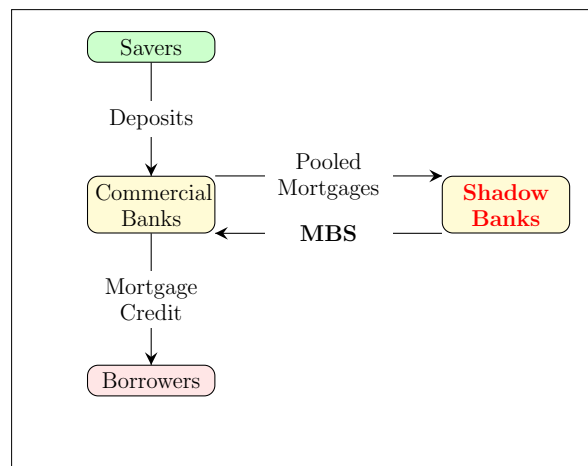 Savers
Deposits
Pooled
Mortgages
Commercial
Banks
Shadow
Banks
MBS
Mortgage
Credit
Borrowers